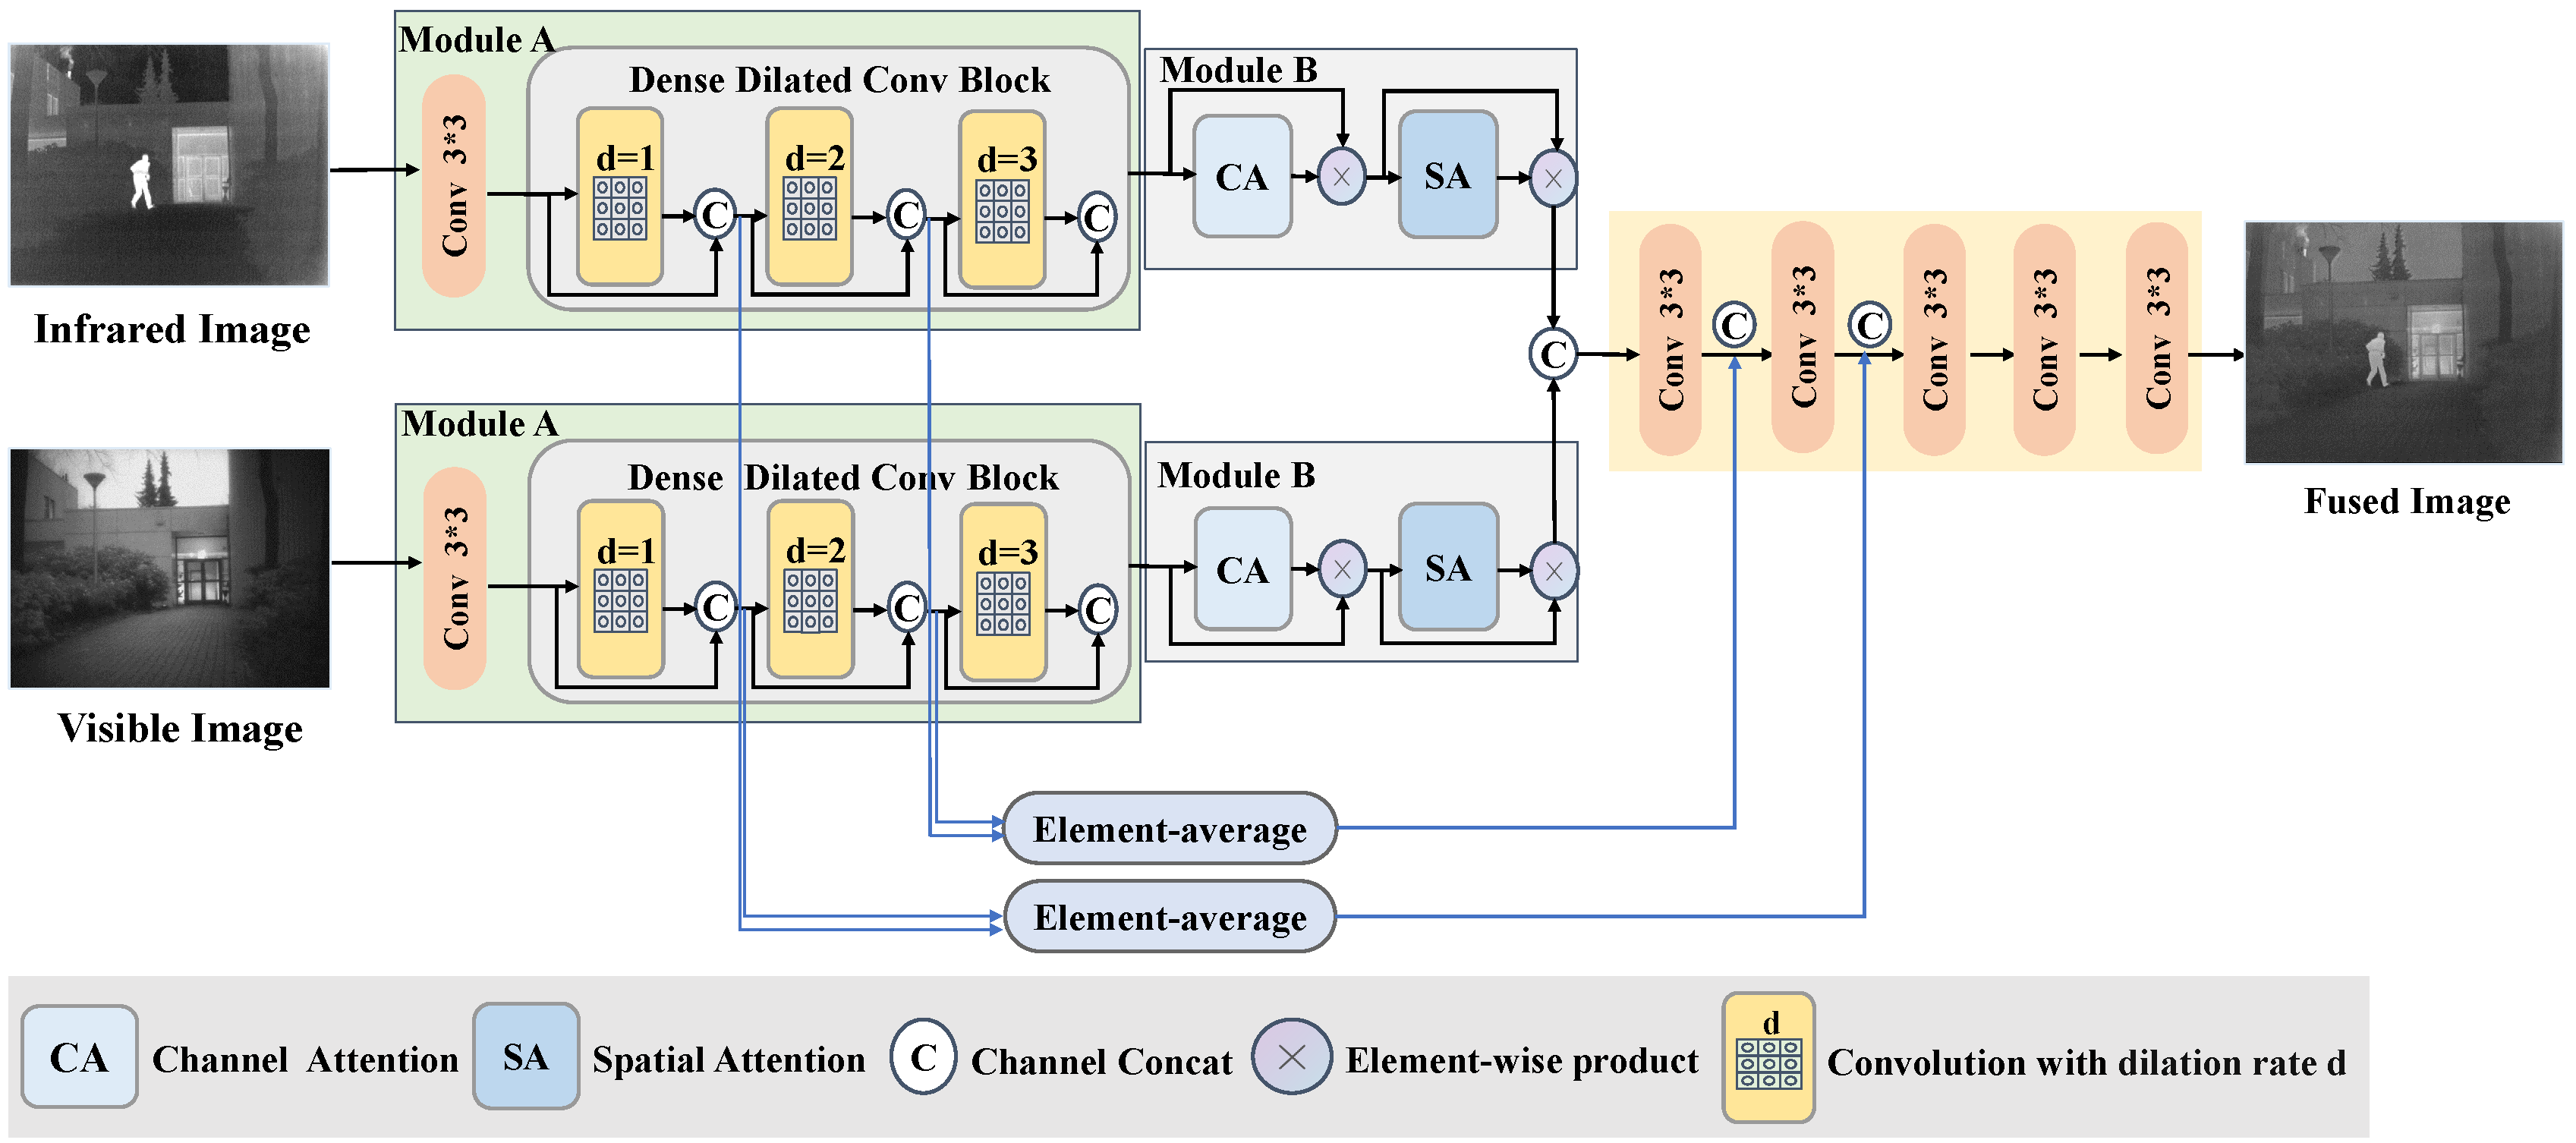 Module A
Dense Dilated Conv Block
Conv 3*3
d=1
d=2
d=3
C
C
C
Infrared Image
Module B
CA
×
SA
×
Module A
Dense Dilated Conv Block
Conv 3*3
d=1
d=2
d=3
C
C
C
Visible Image
Module B
CA
×
SA
×
C
Conv 3*3
C
Conv 3*3
C
Conv 3*3
Conv 3*3
Conv 3*3
Fused Image
Element-average
Element-average
CA
Channel Attention
SA
Spatial Attention
C
Channel Concat
×
Element-wise product
d
Convolution with dilation rate d